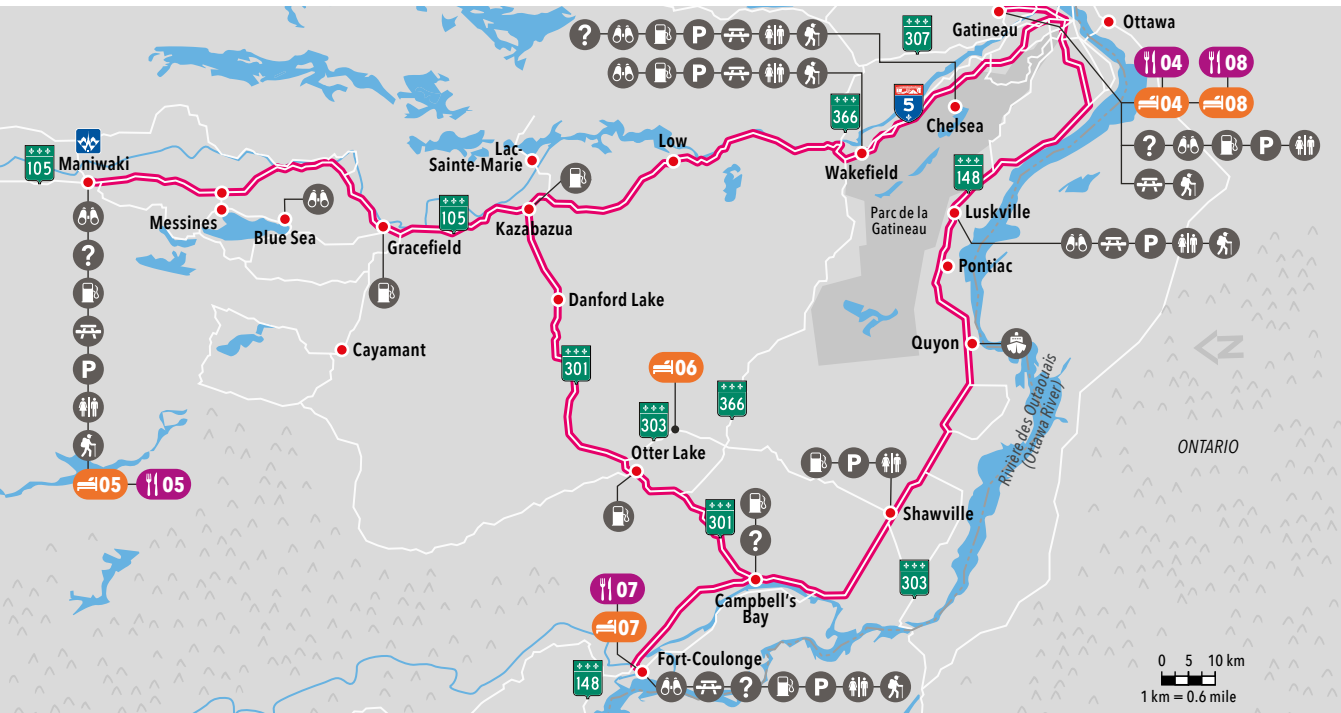 Gatineau
Ottawa
?
P
307
04
08
04
08
P
366
5
Chelsea
?
P
105
Maniwaki
Lac-
Sainte-Marie
Low
Wakefield
148
Messines
Blue Sea
Gracefield
105
Kazabazua
Parc de la
Gatineau
Luskville
P
?
Pontiac
Danford Lake
Cayamant
Quyon
301
06
366
303
P
Rivière des Outaouais
(Ottawa River)
ONTARIO
Otter Lake
P
05
05
301
?
Shawville
303
07
07
Campbell's
Bay
Fort-Coulonge
148
?
P
0 5 10 km
1 km = 0.6 mile
N